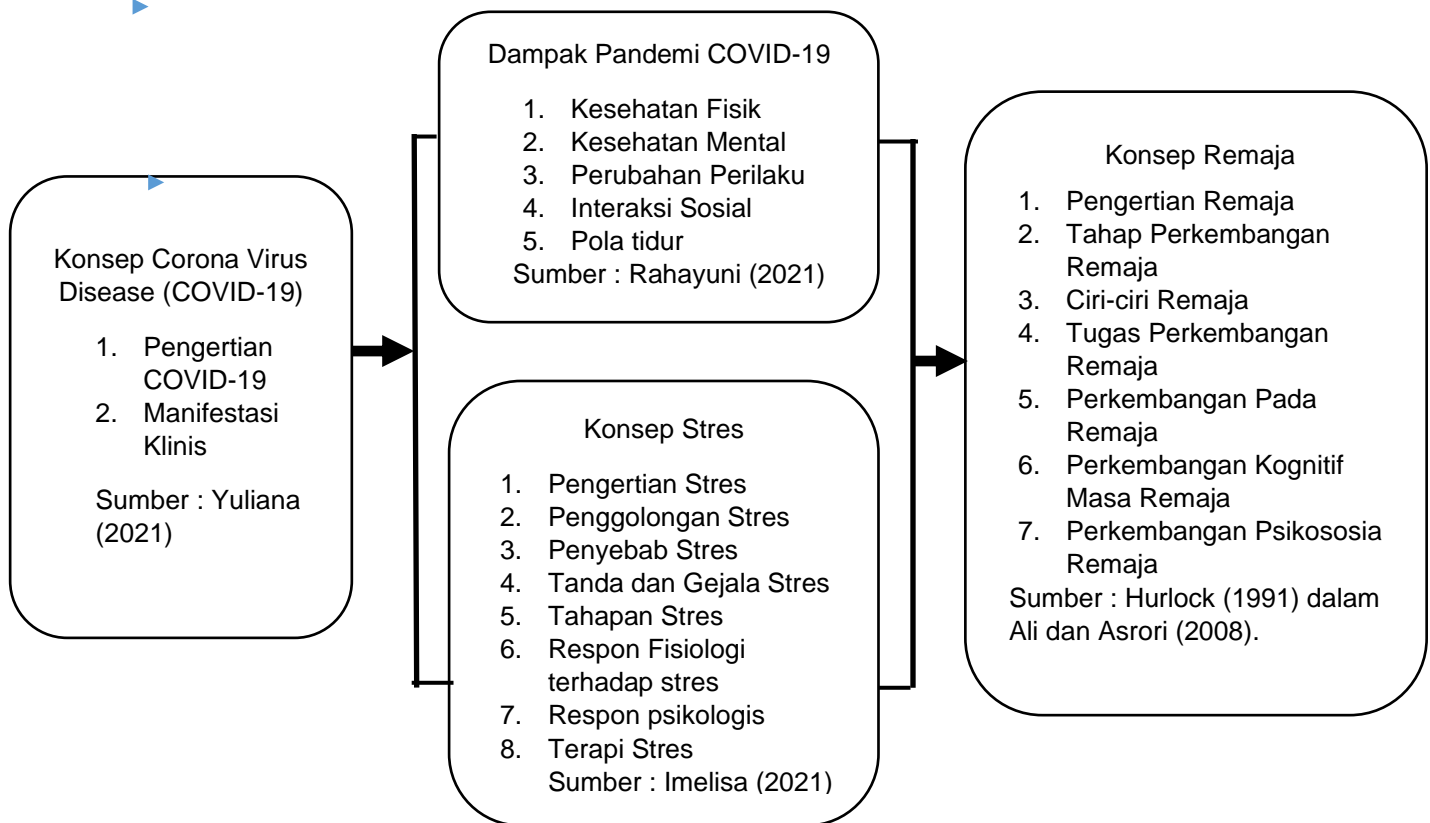 Konsep Corona Virus
Disease (COVID-19)
1. Pengertian
COVID-19
2. Manifestasi
Klinis
Sumber : Yuliana
(2021)
Dampak Pandemi COVID-19
1. Kesehatan Fisik
2. Kesehatan Mental
3. Perubahan Perilaku
4. Interaksi Sosial
5. Pola tidur
Sumber : Rahayuni (2021)
Konsep Stres
1. Pengertian Stres
2. Penggolongan Stres
3. Penyebab Stres
4. Tanda dan Gejala Stres
5. Tahapan Stres
6. Respon Fisiologi
terhadap stres
7. Respon psikologis
8. Terapi Stres
Sumber : Imelisa (2021)
Konsep Remaja
1. Pengertian Remaja
2. Tahap Perkembangan
Remaja
3. Ciri-ciri Remaja
4. Tugas Perkembangan
Remaja
5. Perkembangan Pada
Remaja
6. Perkembangan Kognitif
Masa Remaja
7. Perkembangan Psikososia
Remaja
Sumber : Hurlock (1991) dalam
Ali dan Asrori (2008).